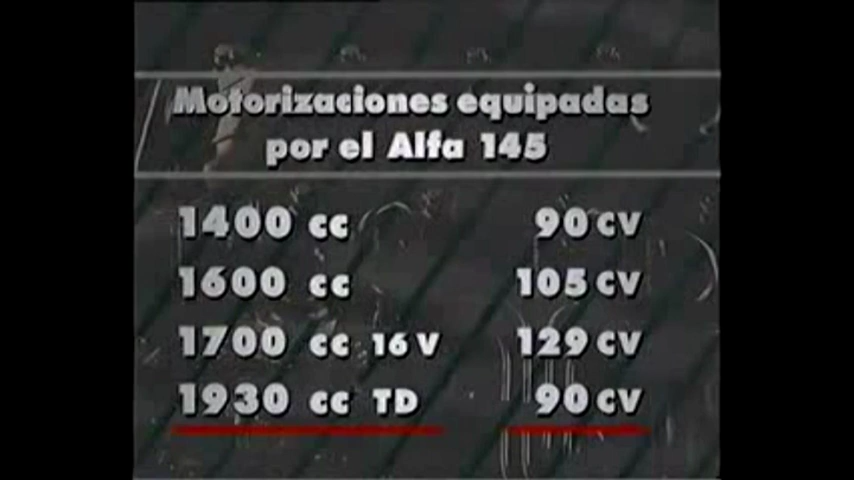 Motorizaciones equipadas
por el Alfa 145
1400 cc 90 CV
1600 cc 105 CV
1700 cc 16 V 129 CV
1930 cc TD 90 CV